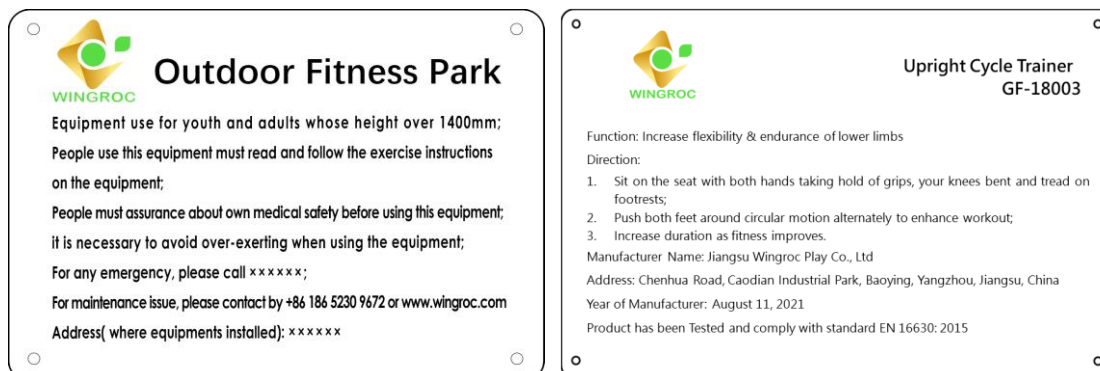 WINGROC
Outdoor Fitness Park
Equipment use for youth and adults whose height over 1400mm;
People use this equipment must read and follow the exercise instructions
on the equipment;
People must assurance about own medical safety before using this equipment;
it is necessary to avoid over-exerting when using the equipment;
For any emergency, please call ××××××;
For maintenance issue, please contact by +86 186 5230 9672 or www.wingroc.com
Address( where equipments installed): ××××××
WINGROC
Upright Cycle Trainer
GF-18003
Function: Increase flexibility & endurance of lower limbs
Direction:
1. Sit on the seat with both hands taking hold of grips, your knees bent and tread on
footrests;
2. Push both feet around circular motion alternately to enhance workout;
3. Increase duration as fitness improves.
Manufacturer Name: Jiangsu Wingroc Play Co., Ltd
Address: Chenhua Road, Caodian Industrial Park, Baoying, Yangzhou, Jiangsu, China
Year of Manufacturer: August 11, 2021
Product has been Tested and comply with standard EN 16630: 2015